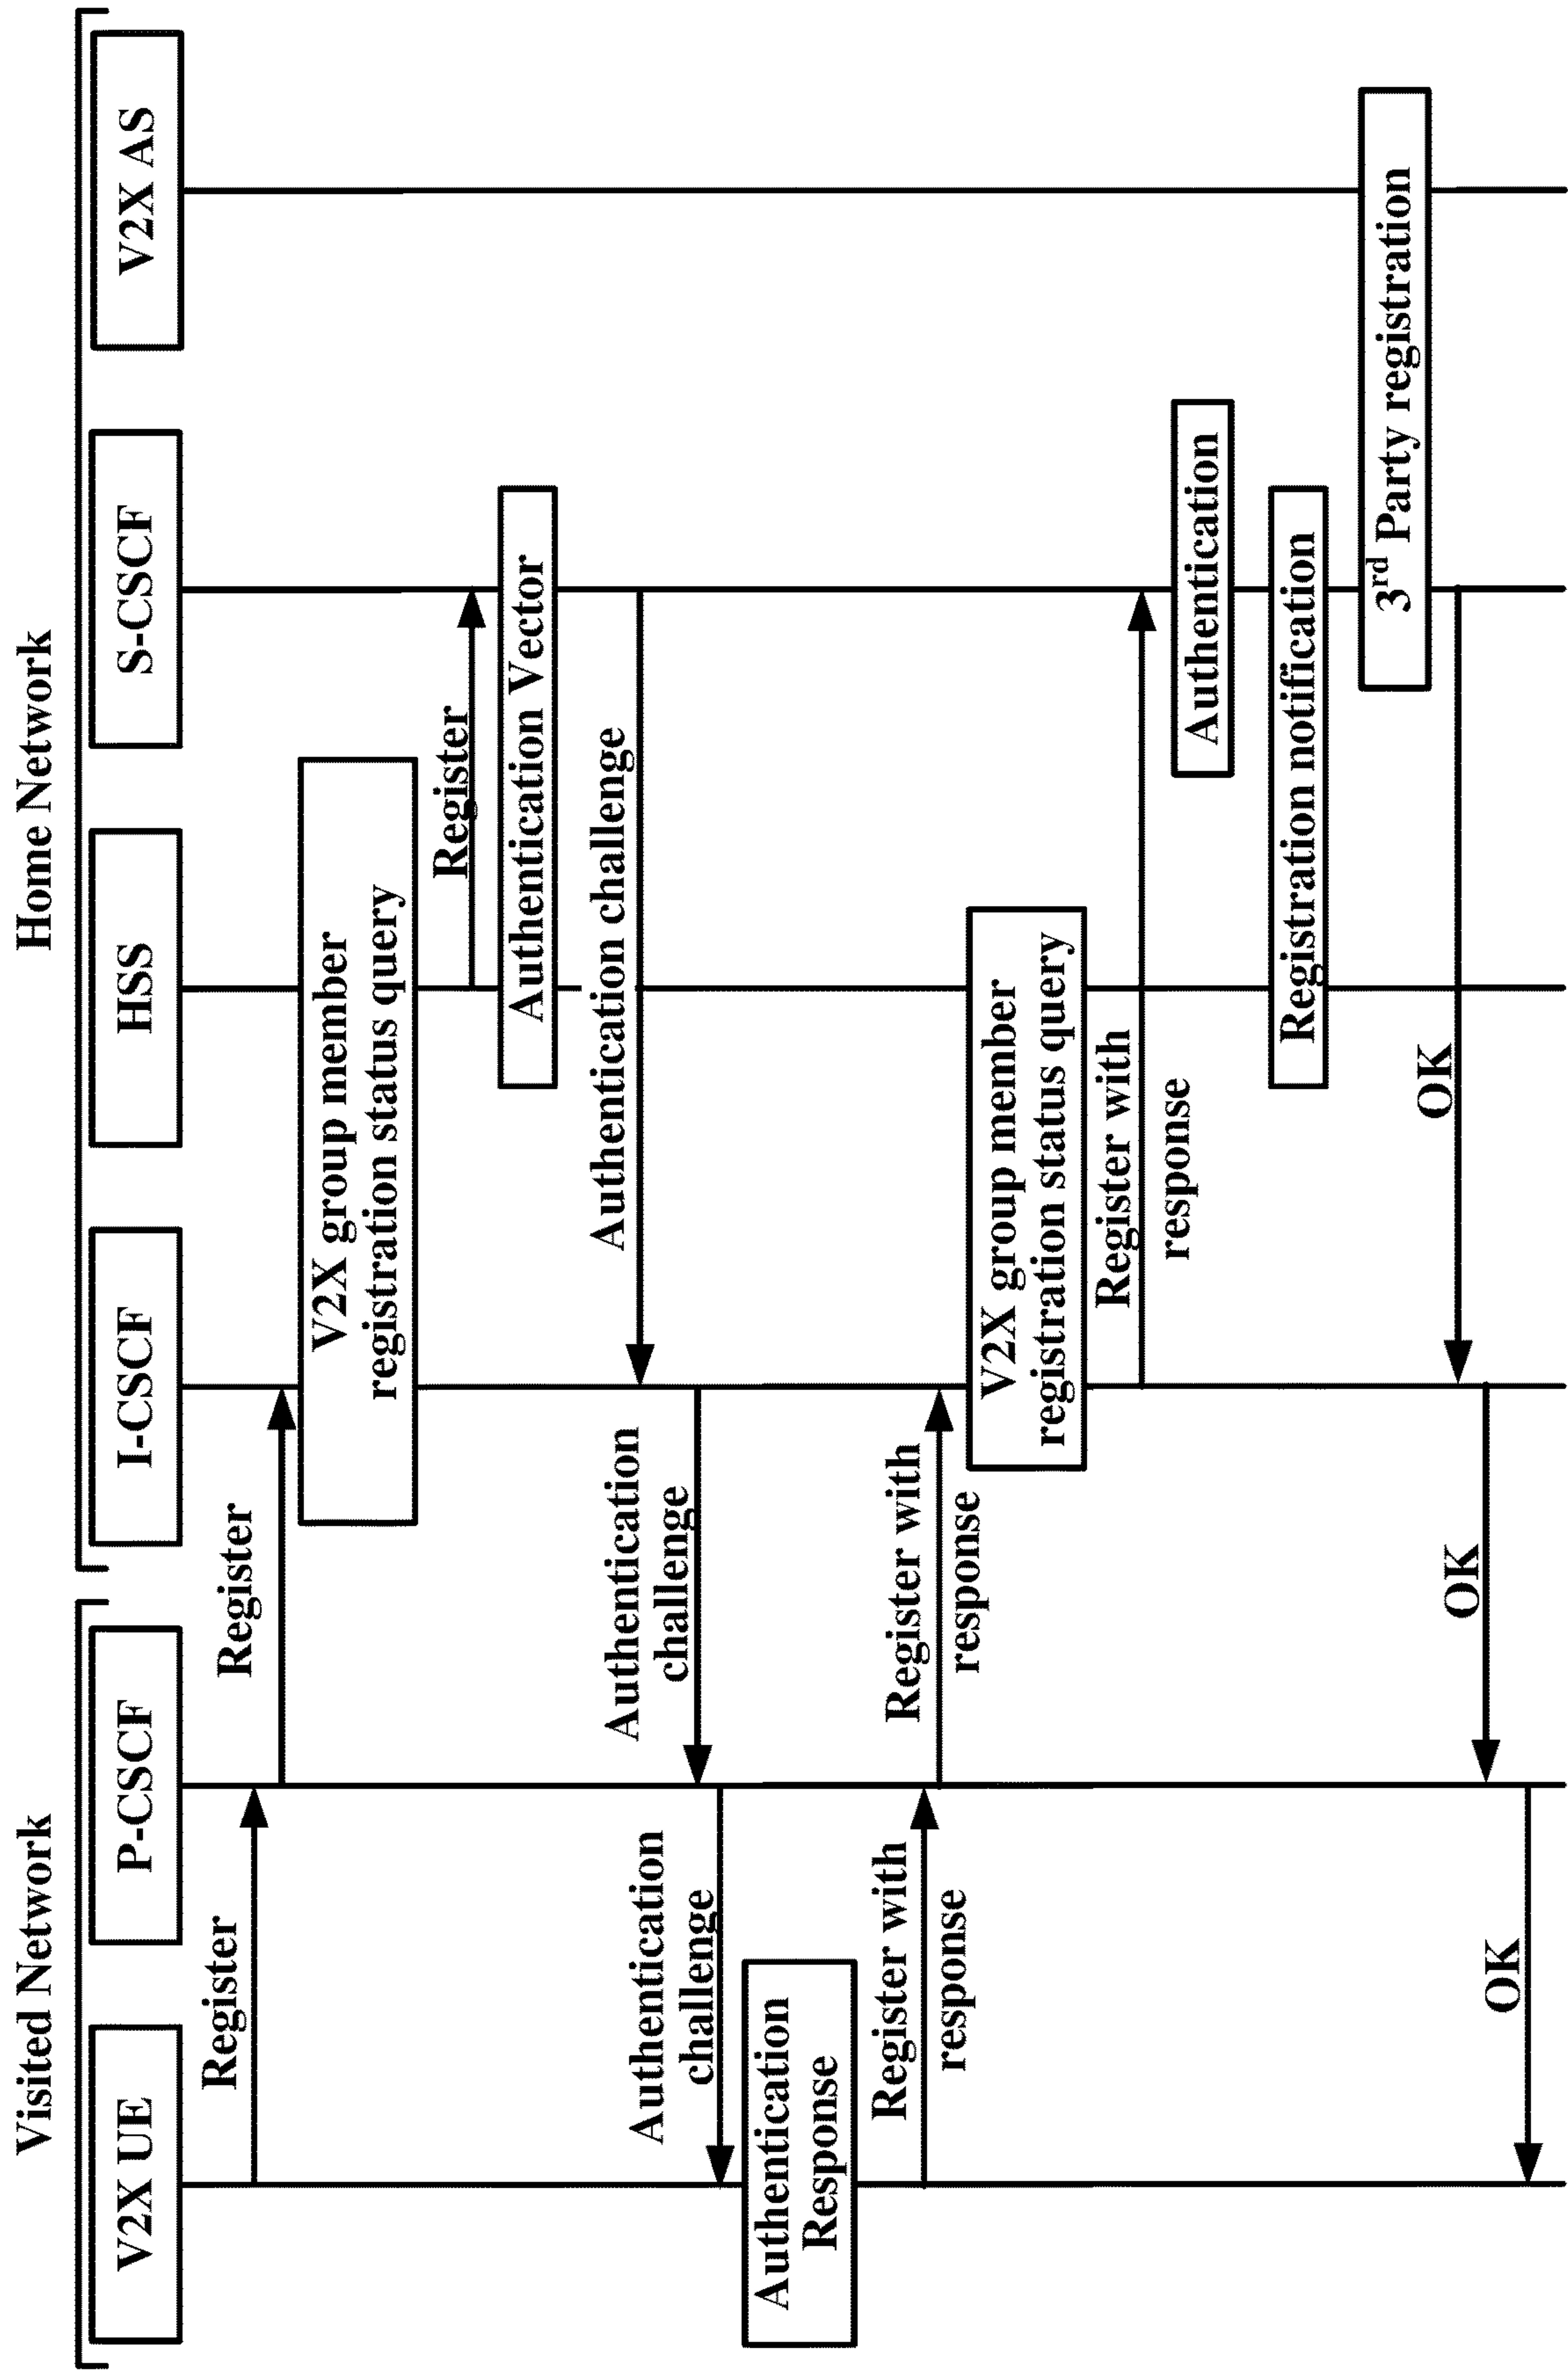 Visited Network
Home Network
V2X UE
P-CSCF
I-CSCF
HSS
S-CSCF
V2X AS
Register
Register
V2X group member
registration status query
Register
Authentication Vector
Authentication challenge
Authentication
challenge
Authentication
challenge
Authentication
Response
Register with
response
Register with
response
V2X group member
registration status query
Register with
response
Authentication
Registration notification
3rd Party registration
OK
OK
OK